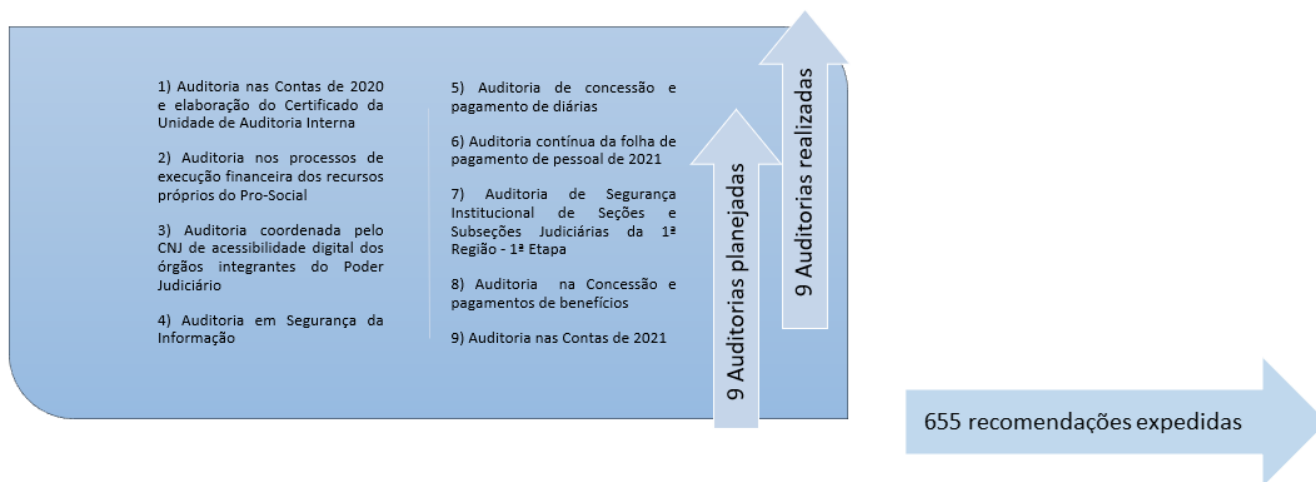 1) Auditoria nas Contas de 2020
e elaboração do Certificado da
Unidade de Auditoria Interna
2) Auditoria nos processos de
execução financeira dos recursos
próprios do Pro-Social
3) Auditoria coordenada pelo
CNJ de acessibilidade digital dos
órgãos integrantes do Poder
Judiciário
4) Auditoria em Segurança da
Informação
5) Auditoria de concessão e
pagamento de diárias
6) Auditoria contínua da folha de
pagamento de pessoal de 2021
7) Auditoria de Segurança
Institucional de Seções e
Subseções Judiciárias da 1ª
Região - 1ª Etapa
8) Auditoria na Concessão e
pagamentos de benefícios
9) Auditoria nas Contas de 2021
9 Auditorias planejadas
9 Auditorias realizadas
655 recomendações expedidas